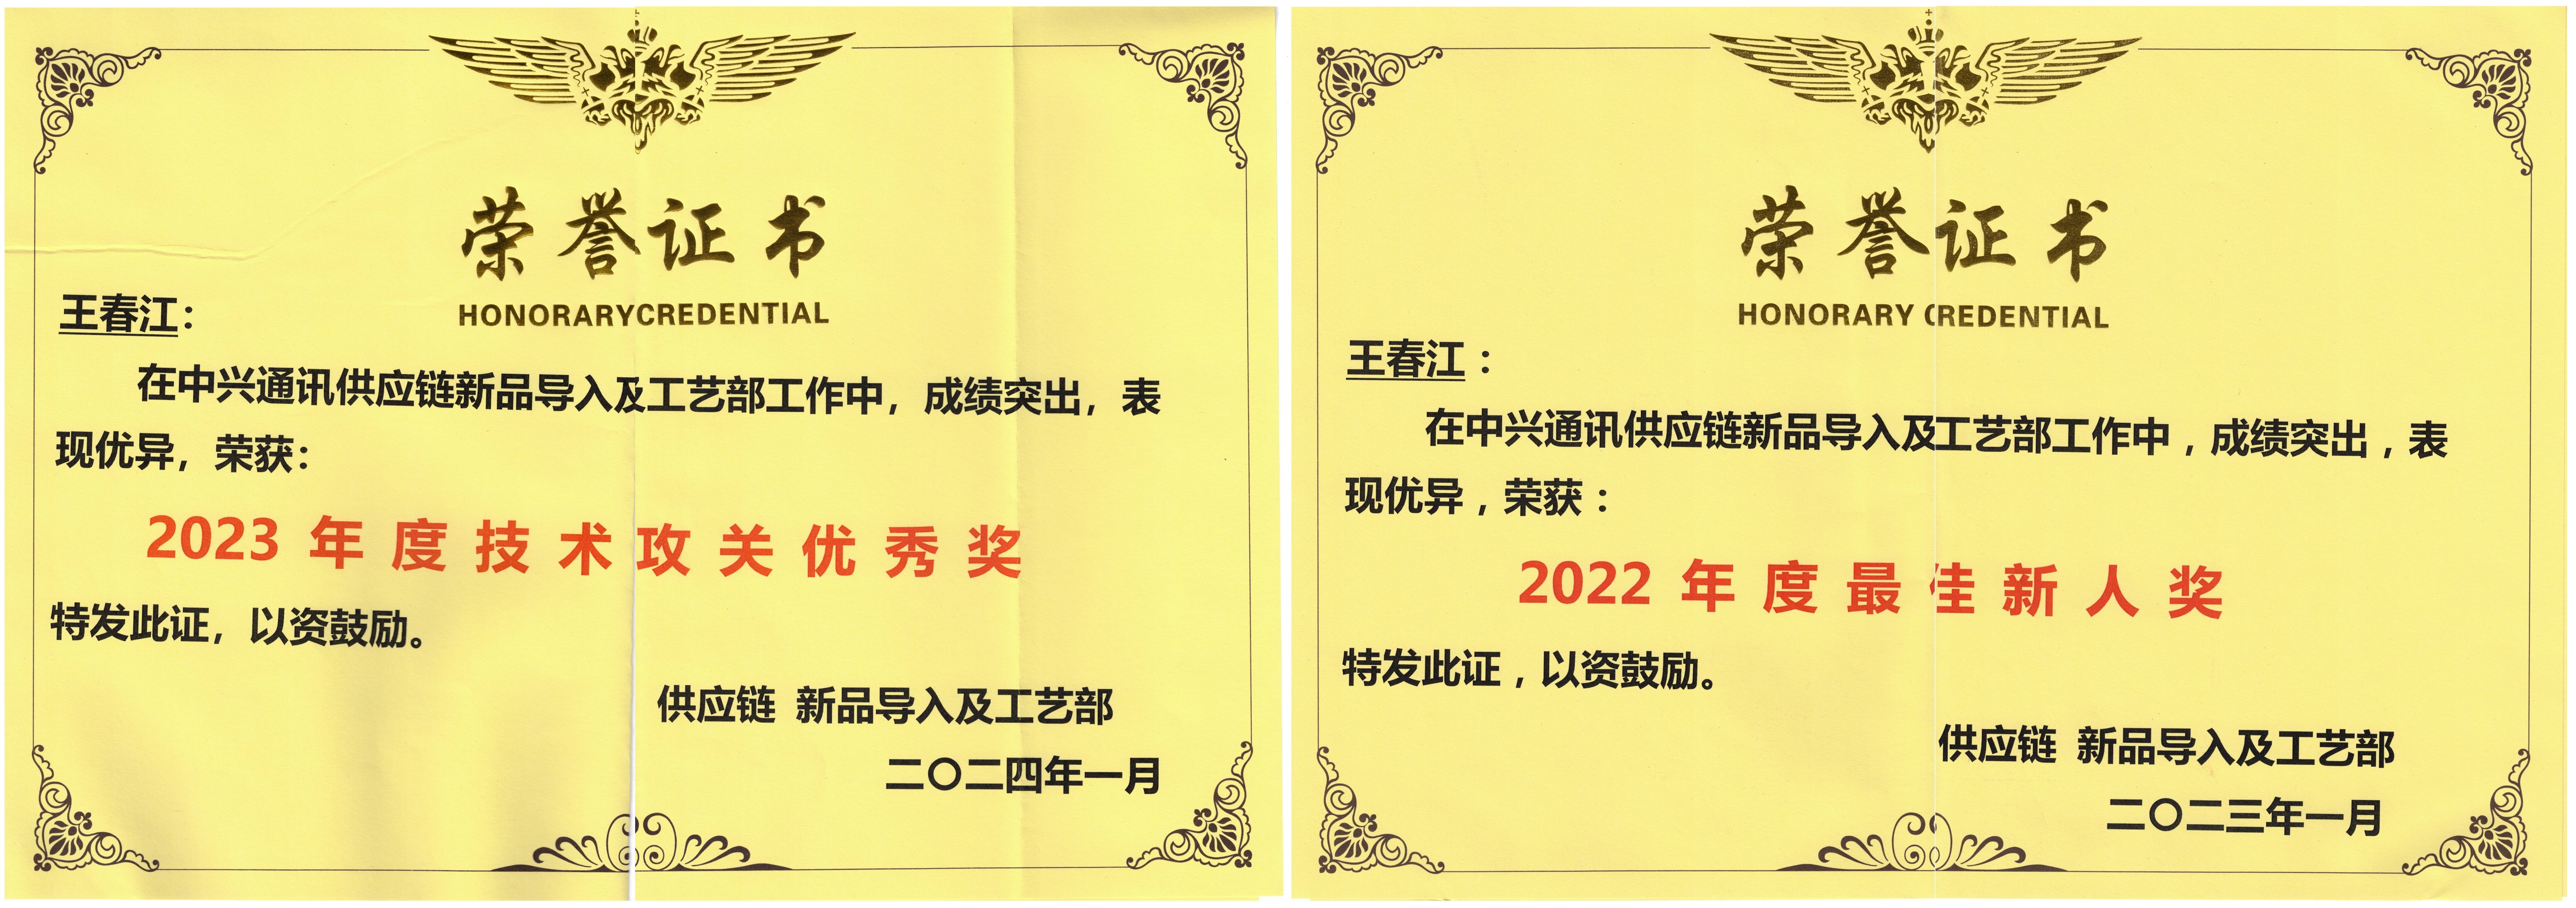 荣誉证书
HONORARYCREDENTIAL
王春江：
在中兴通讯供应链新品导入及工艺部工作中，成绩突出，表
现优异，荣获：
2023 年度技术攻关优秀奖
特发此证，以资鼓励。
供应链 新品导入及工艺部
二〇二四年一月
荣誉证书
HONORARY CREDENTIAL
王春江：
在中兴通讯供应链新品导入及工艺部工作中，成绩突出，表
现优异，荣获：
2022 年度最佳新人奖
特发此证，以资鼓励。
供应链 新品导入及工艺部
二〇二三年一月